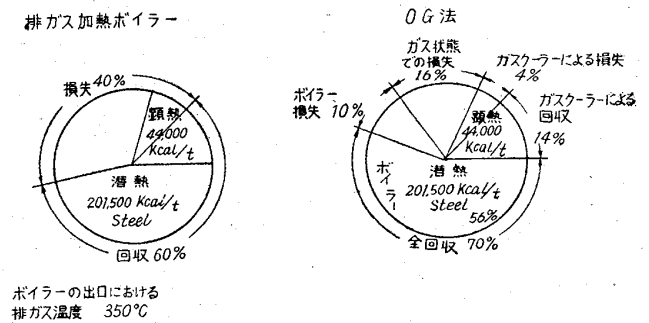 排ガス加熱ボイラー
損失40%
顕熱
44,000
Kcal/t
潜熱
201,500 Kcal/t
Steel
回収60%
ボイラーの出口における
排ガス温度 350℃
OG法
ガス状態
での損失
16%
ガスクーラーによる損失
4%
ボイラー
損失 10%
ガスクーラーによる
回収
14%
顕熱
44,000
Kcal/t
潜熱
201,500 Kcal/t
Steel
ボイラー
56%
全回収 70%